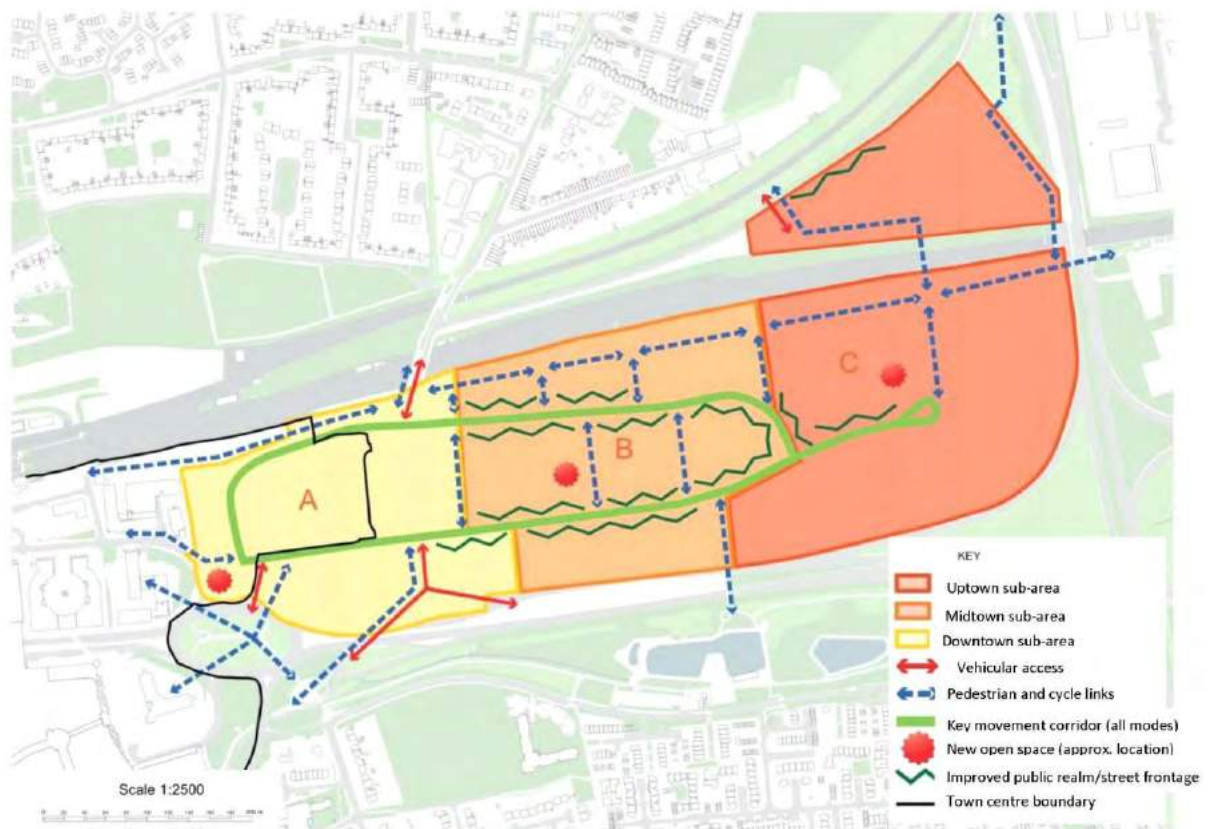 C
B
A
KEY
Uptown sub-area
Midtown sub-area
Downtown sub-area
Vehicular access
Pedestrian and cycle links
Key movement corridor (all modes)
New open space (approx. location)
Improved public realm/street frontage
Town centre boundary
Scale 1:2500